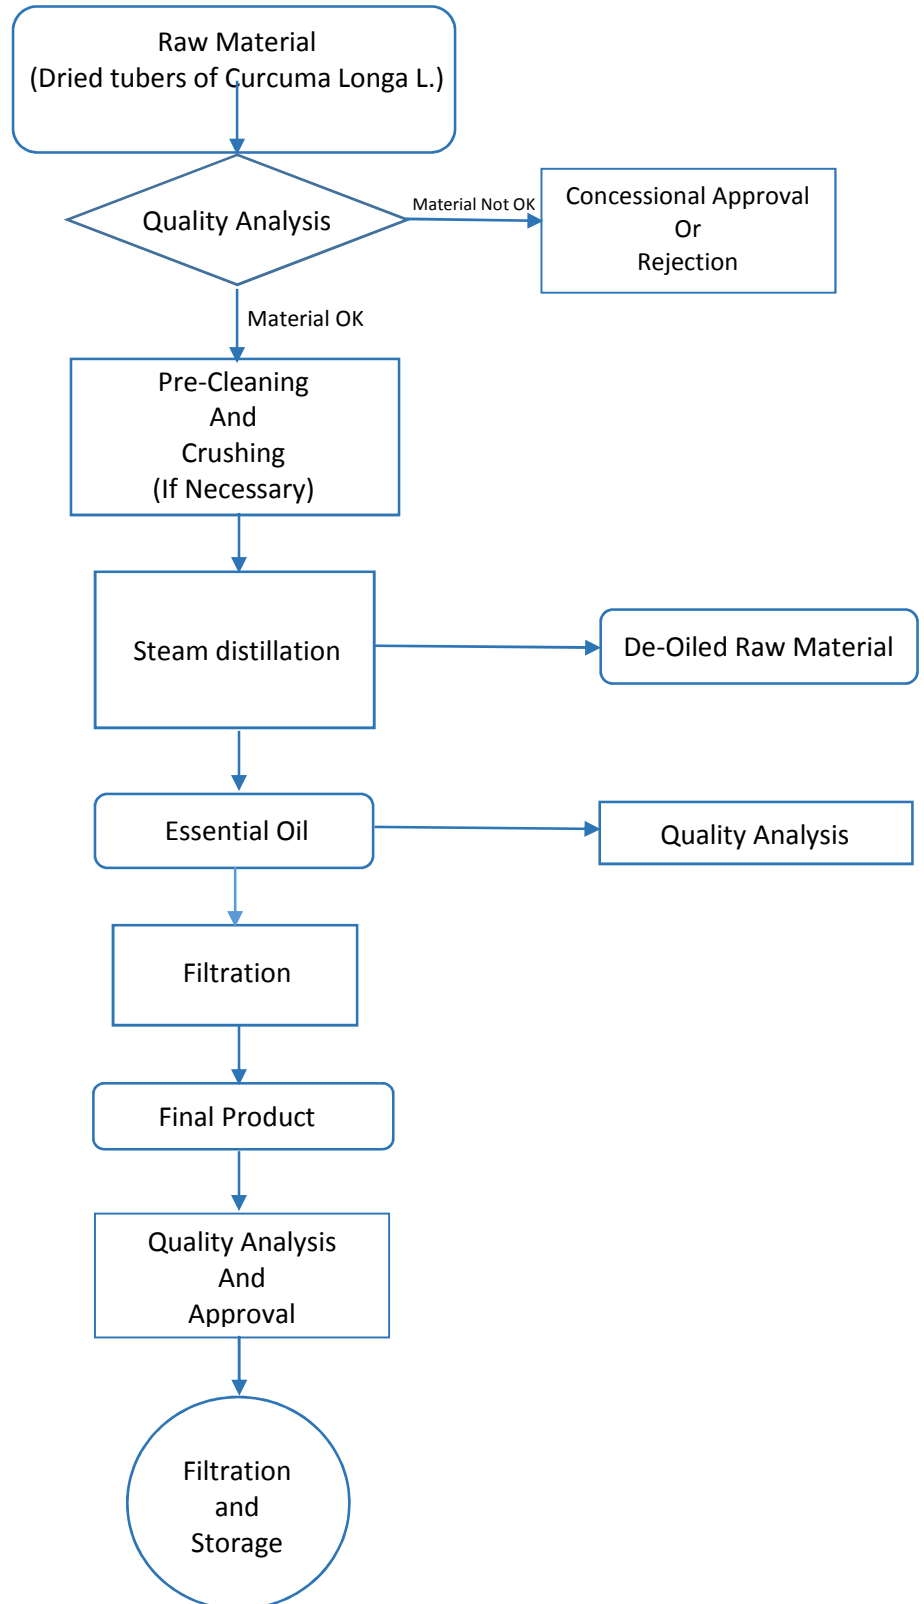 Raw Material
(Dried tubers of Curcuma Longa L.)
Quality Analysis
Material Not OK
Concessional Approval
Or
Rejection
Material OK
Pre-Cleaning
And
Crushing
(If Necessary)
Steam distillation
De-Oiled Raw Material
Essential Oil
Quality Analysis
Filtration
Final Product
Quality Analysis
And
Approval
Filtration
and
Storage